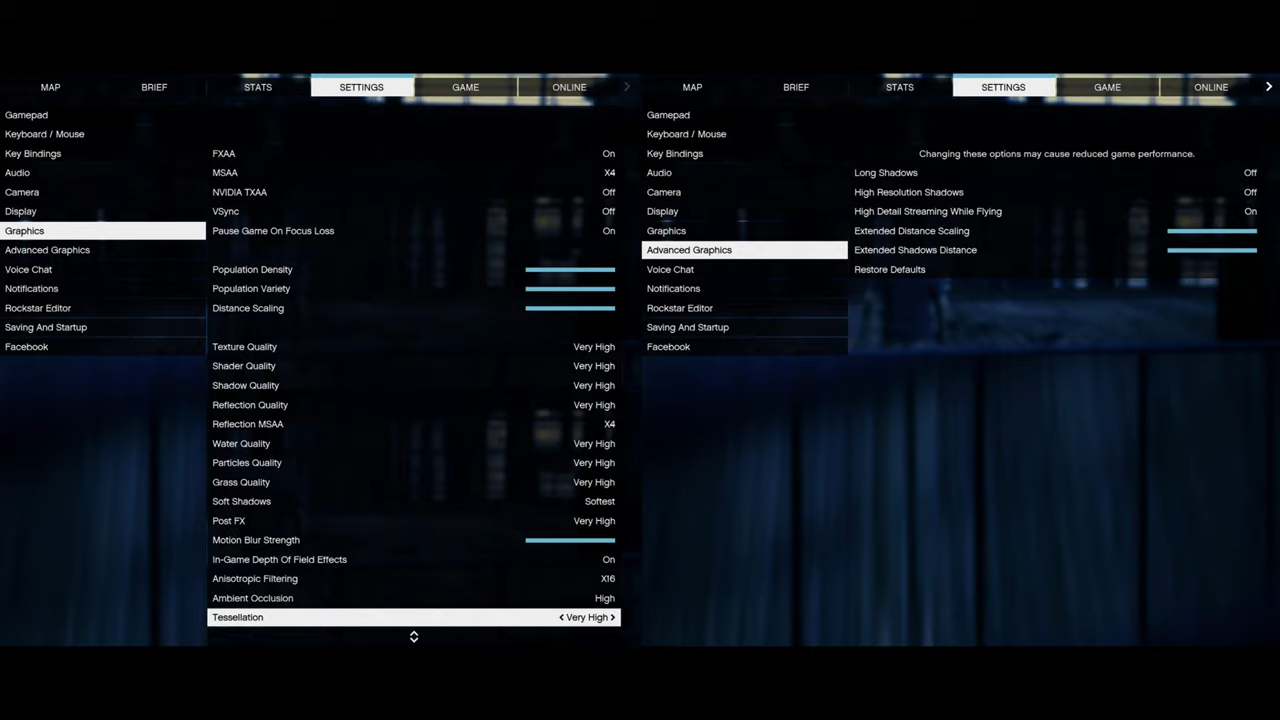 MAP BRIEF STATS SETTINGS GAME ONLINE
Gamepad
Keyboard / Mouse
Key Bindings
Audio
Camera
Display
Graphics
Advanced Graphics
Voice Chat
Notifications
Rockstar Editor
Saving And Startup
Facebook
FXAA On
MSAA X4
NVIDIA TXAA Off
VSync Off
Pause Game On Focus Loss On
Population Density
Population Variety
Distance Scaling
Texture Quality Very High
Shader Quality Very High
Shadow Quality Very High
Reflection Quality Very High
Reflection MSAA X4
Water Quality Very High
Particles Quality Very High
Grass Quality Very High
Soft Shadows Softest
Post FX Very High
Motion Blur Strength
In-Game Depth Of Field Effects On
Anisotropic Filtering X16
Ambient Occlusion High
Tessellation Very High
MAP BRIEF STATS SETTINGS GAME ONLINE
Gamepad
Keyboard / Mouse
Key Bindings
Audio
Camera
Display
Graphics
Advanced Graphics
Voice Chat
Notifications
Rockstar Editor
Saving And Startup
Facebook
Changing these options may cause reduced game performance.
Long Shadows Off
High Resolution Shadows Off
High Detail Streaming While Flying On
Extended Distance Scaling
Extended Shadows Distance
Restore Defaults